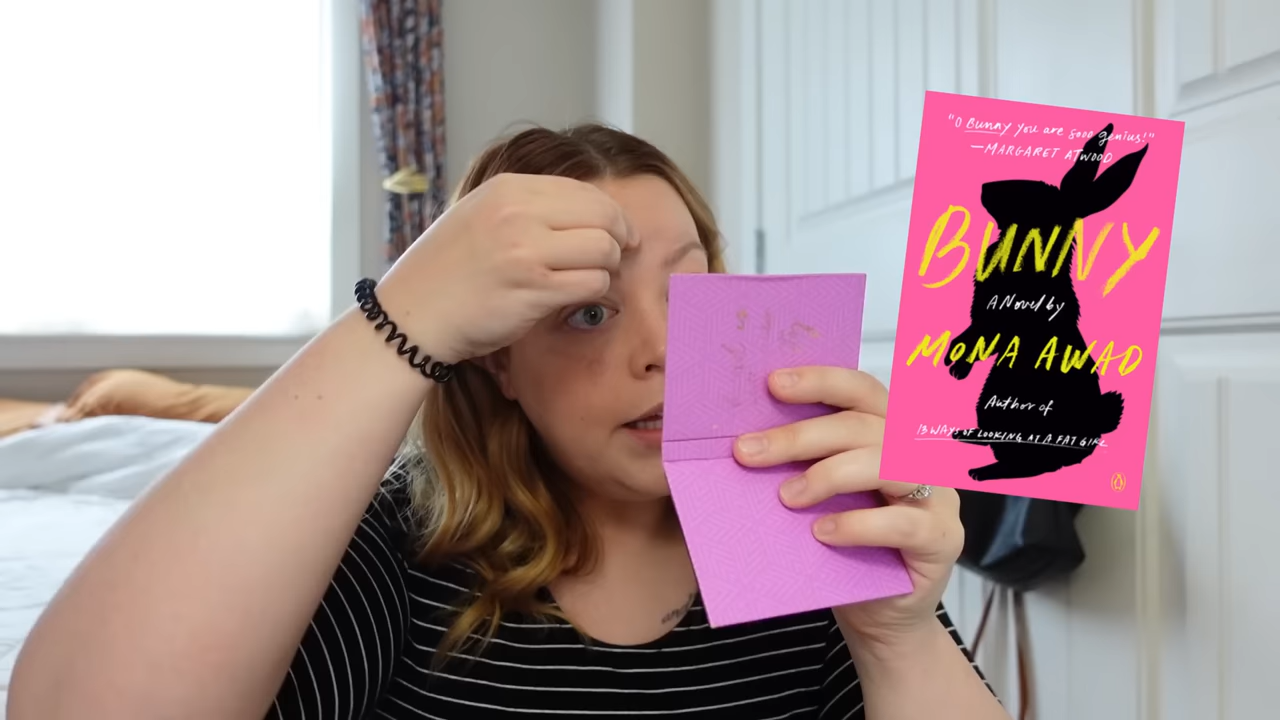 "O Bunny you are sooo genius!"
—MARGARET ATWOOD
BUNNY
A Novel by
MONA AWAD
Author of
13 WAYS OF LOOKING AT A FAT GIRL